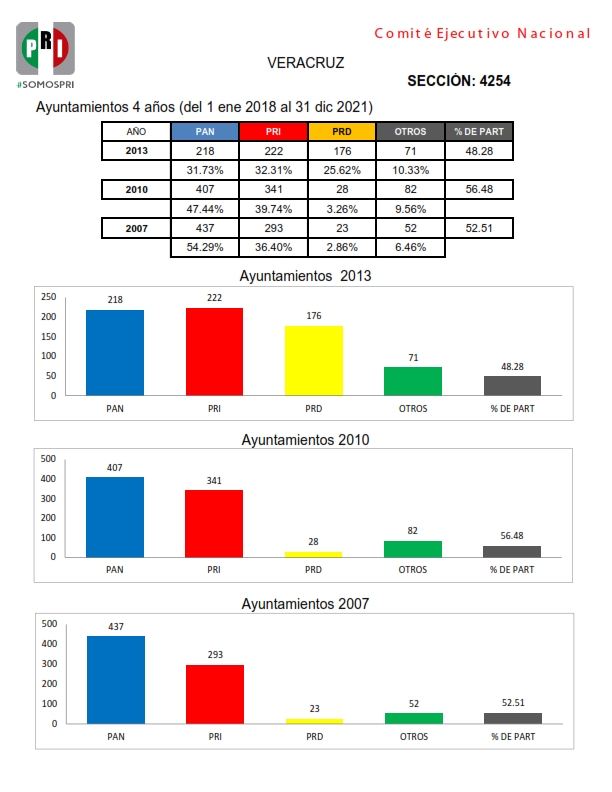 Comité Ejecutivo Nacional
PRI
#SOMOSPRI
VERACRUZ
SECCIÓN: 4254
Ayuntamientos 4 años (del 1 ene 2018 al 31 dic 2021)
AÑO PAN PRI PRD OTROS % DE PART
2013 218 222 176 71 48.28
31.73% 32.31% 25.62% 10.33%
2010 407 341 28 82 56.48
47.44% 39.74% 3.26% 9.56%
2007 437 293 23 52 52.51
54.29% 36.40% 2.86% 6.46%
Ayuntamientos 2013
250
200
150
100
50
0
218 222 176 71 48.28
PAN PRI PRD OTROS % DE PART
Ayuntamientos 2010
500
400
300
200
100
0
407 341 28 82 56.48
PAN PRI PRD OTROS % DE PART
Ayuntamientos 2007
500
400
300
200
100
0
437 293 23 52 52.51
PAN PRI PRD OTROS % DE PART